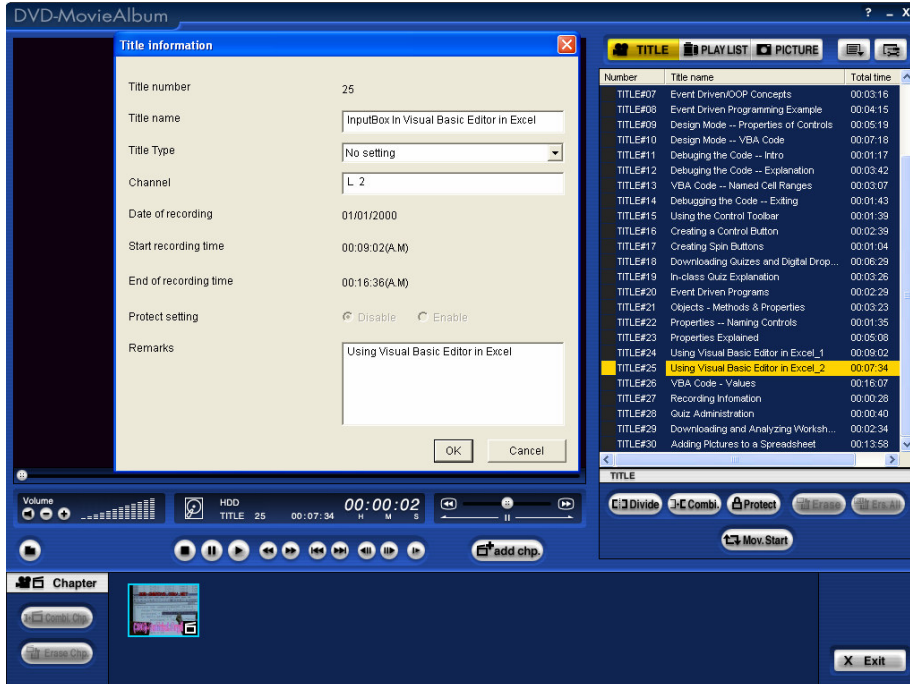 DVD-MovieAlbum
? _ X
Title information
Title number 25
Title name InputBox In Visual Basic Editor in Excel
Title Type No setting
Channel L 2
Date of recording 01/01/2000
Start recording time 00:09:02(A.M)
End of recording time 00:16:36(A.M)
Protect setting Disable Enable
Remarks Using Visual Basic Editor in Excel
OK Cancel
TITLE PLAY LIST PICTURE
Number Title name Total time
TITLE#07 Event Driven/OOP Concepts 00:03:16
TITLE#08 Event Driven Programming Example 00:04:15
TITLE#09 Design Mode -- Properties of Controls 00:05:19
TITLE#10 Design Mode -- VBA Code 00:07:18
TITLE#11 Debuging the Code -- Intro 00:01:17
TITLE#12 Debuging the Code -- Explanation 00:03:42
TITLE#13 VBA Code -- Named Cell Ranges 00:03:07
TITLE#14 Debugging the Code -- Exiting 00:01:43
TITLE#15 Using the Control Toolbar 00:01:39
TITLE#16 Creating a Control Button 00:02:39
TITLE#17 Creating Spin Buttons 00:01:04
TITLE#18 Downloading Quizes and Digital Drop... 00:06:29
TITLE#19 In-class Quiz Explanation 00:03:26
TITLE#20 Event Driven Programs 00:02:29
TITLE#21 Objects - Methods & Properties 00:03:23
TITLE#22 Properties -- Naming Controls 00:01:35
TITLE#23 Properties Explained 00:05:08
TITLE#24 Using Visual Basic Editor in Excel_1 00:09:02
TITLE#25 Using Visual Basic Editor in Excel_2 00:07:34
TITLE#26 VBA Code - Values 00:16:07
TITLE#27 Recording Infomation 00:00:28
TITLE#28 Quiz Administration 00:00:40
TITLE#29 Downloading and Analyzing Worksh... 00:02:34
TITLE#30 Adding Pictures to a Spreadsheet 00:13:58
TITLE
Divide Combi. Protect Erase Ers.All
Mov.Start
Volume
HDD
TITLE 25 00:07:34 00:00:02
H M S
add chp.
Chapter
Combi. Chp.
Erase Chp.
X Exit